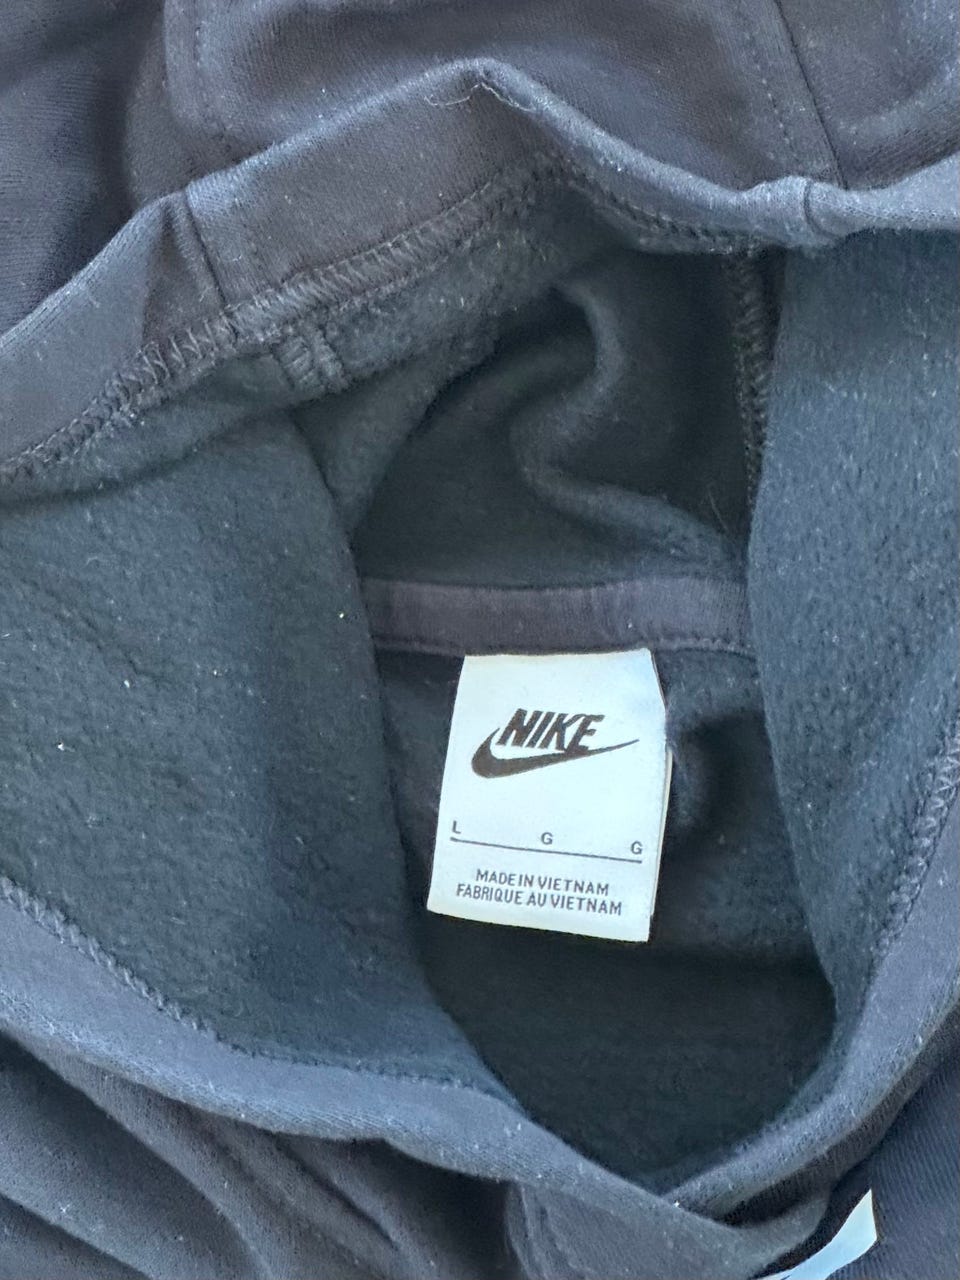 NIKE
L G G
MADE IN VIETNAM
FABRIQUE AU VIETNAM